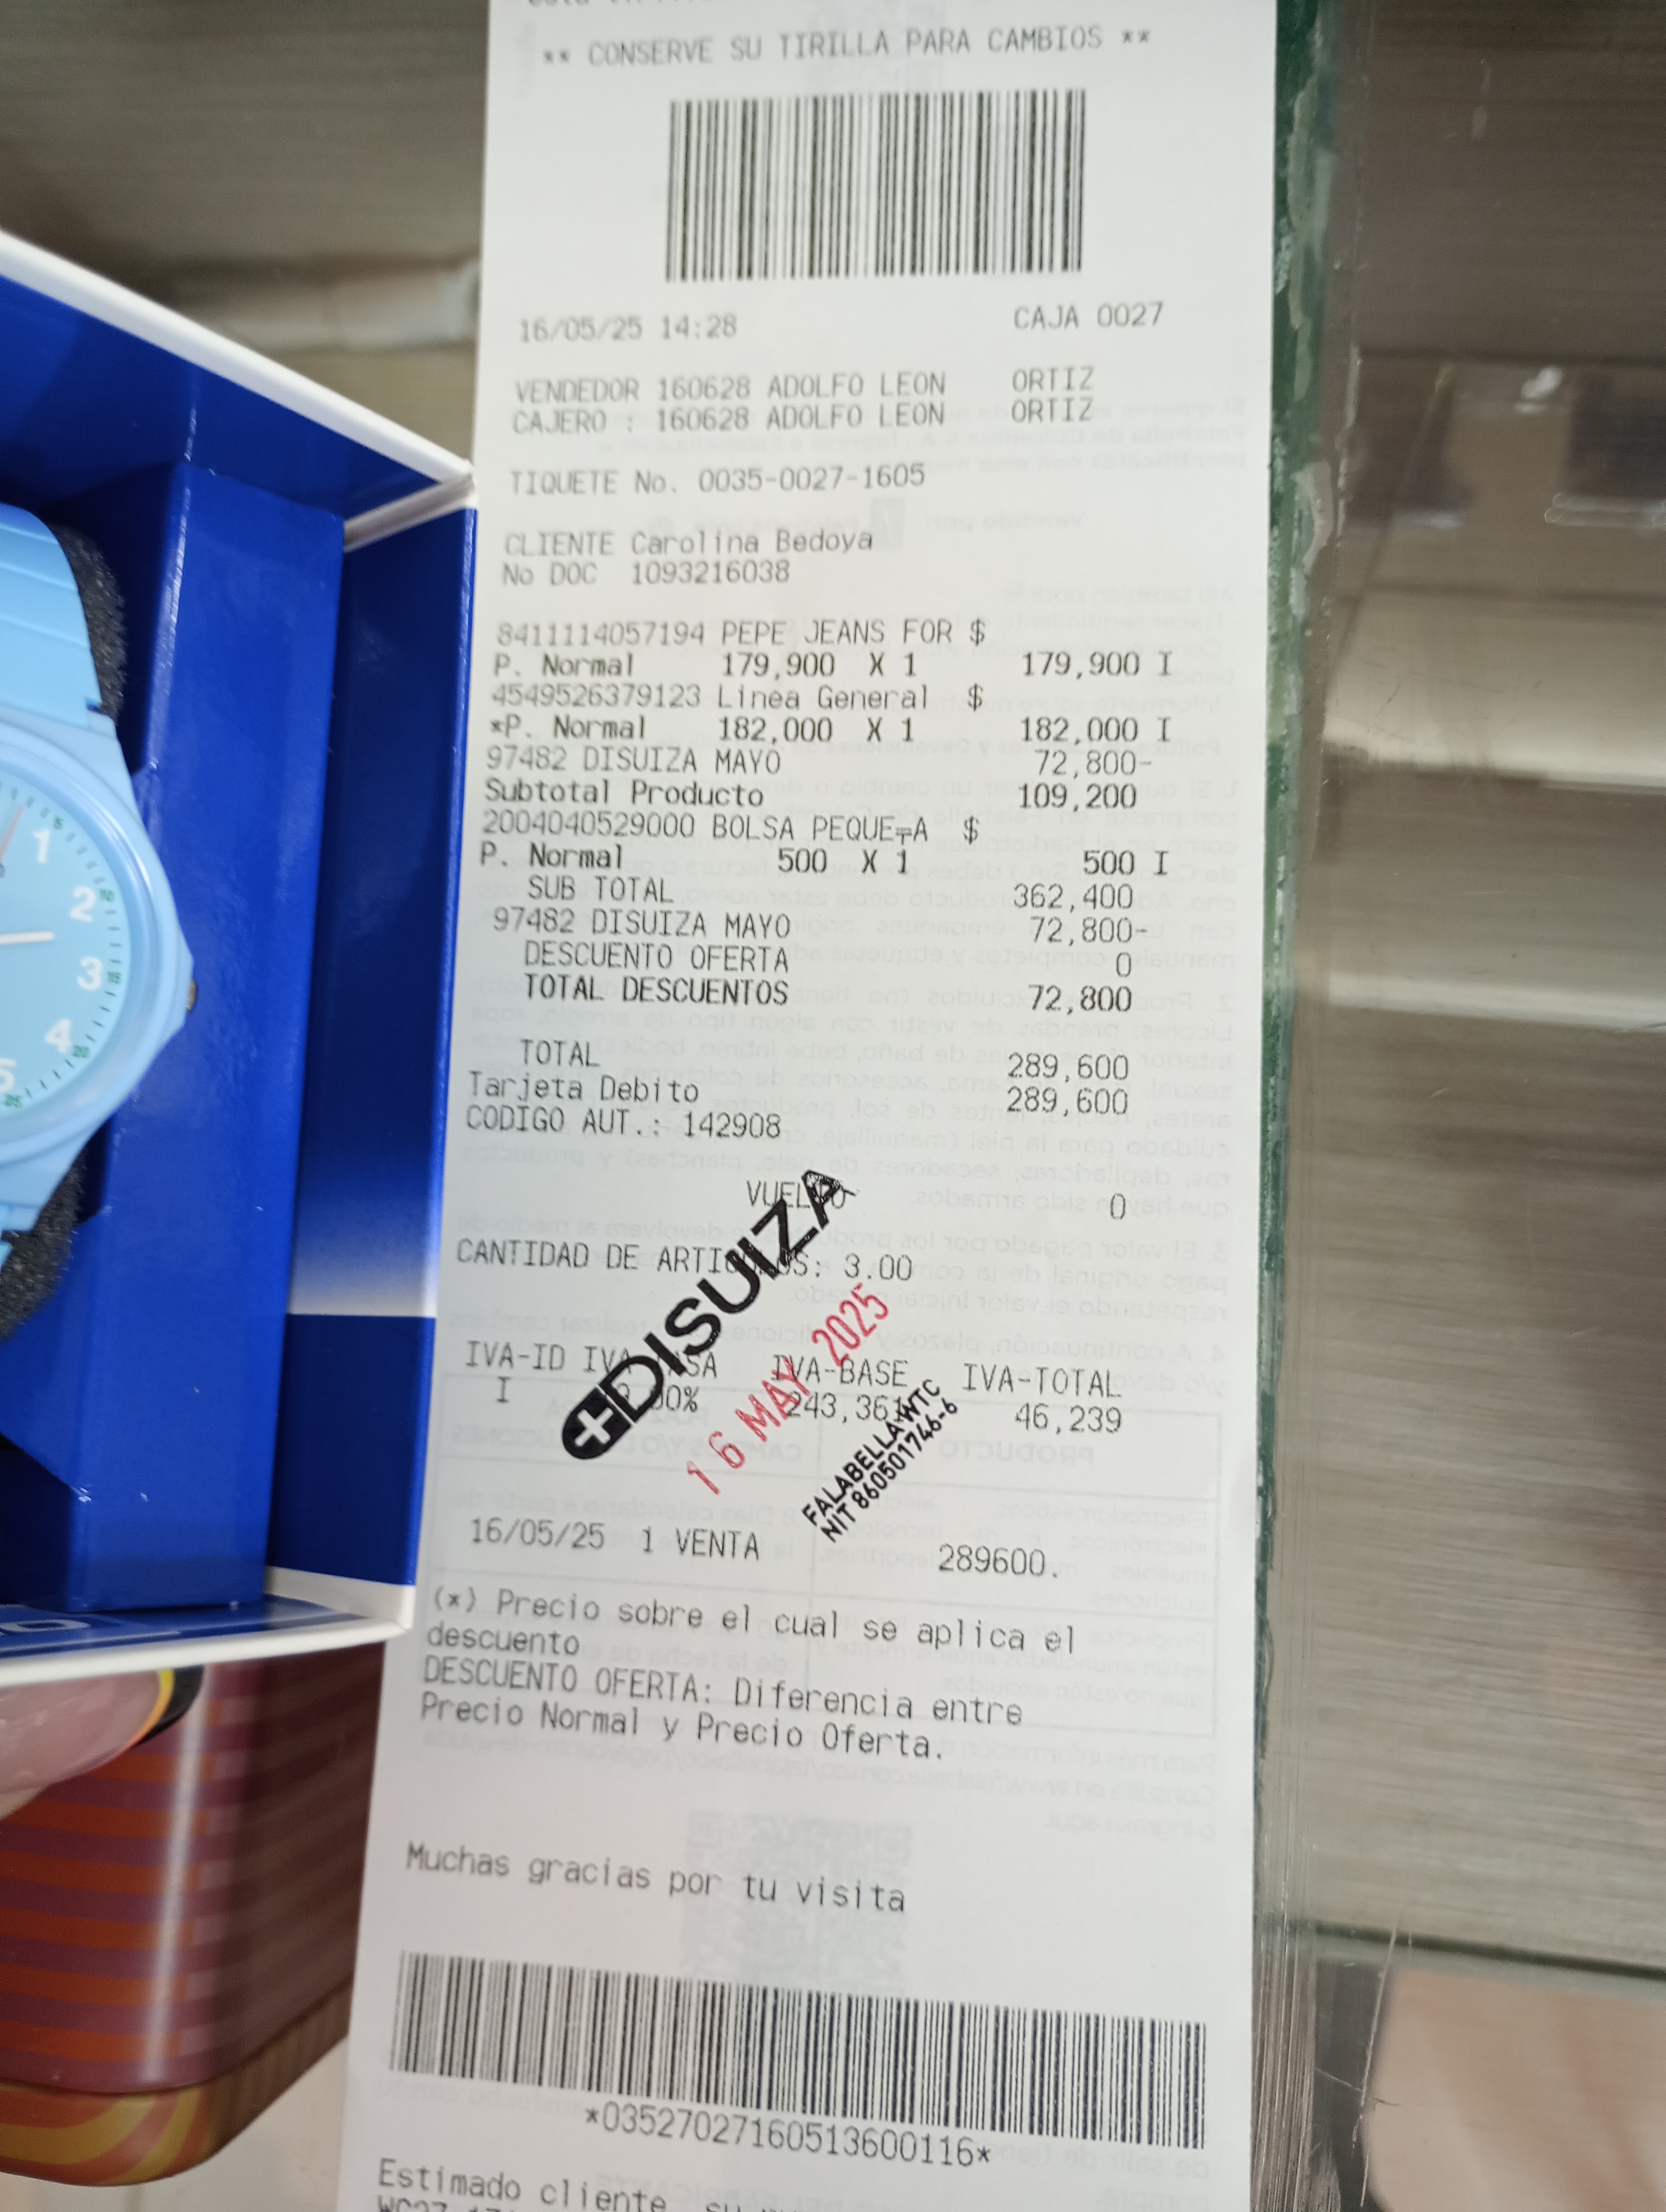 ** CONSERVE SU TIRILLA PARA CAMBIOS **
16/05/25 14:28 CAJA 0027
VENDEDOR 160628 ADOLFO LEON ORTIZ
CAJERO : 160628 ADOLFO LEON ORTIZ
TIQUETE No. 0035-0027-1605
CLIENTE Carolina Bedoya
No DOC 1093216038
8411114057194 PEPE JEANS FOR $
P. Normal 179,900 X 1 179,900 I
4549526379123 Linea General $
*P. Normal 182,000 X 1 182,000 I
97482 DISUIZA MAYO 72,800-
Subtotal Producto 109,200
2004040529000 BOLSA PEQUE╤A $
P. Normal 500 X 1 500 I
SUB TOTAL 362,400
97482 DISUIZA MAYO 72,800-
DESCUENTO OFERTA 0
TOTAL DESCUENTOS 72,800
TOTAL 289,600
Tarjeta Debito 289,600
CODIGO AUT.: 142908
VUELTO 0
CANTIDAD DE ARTICULOS: 3.00
DISUIZA
16 MAY 2025
FALABELLA WTC
NIT 860501746-6
IVA-ID IVA-TASA IVA-BASE IVA-TOTAL
I 46,239
16/05/25 1 VENTA 289600.
(*) Precio sobre el cual se aplica el
descuento
DESCUENTO OFERTA: Diferencia entre
Precio Normal y Precio Oferta.
Muchas gracias por tu visita
*03527027160513600116*
Estimado cliente
1
2
3
4
5